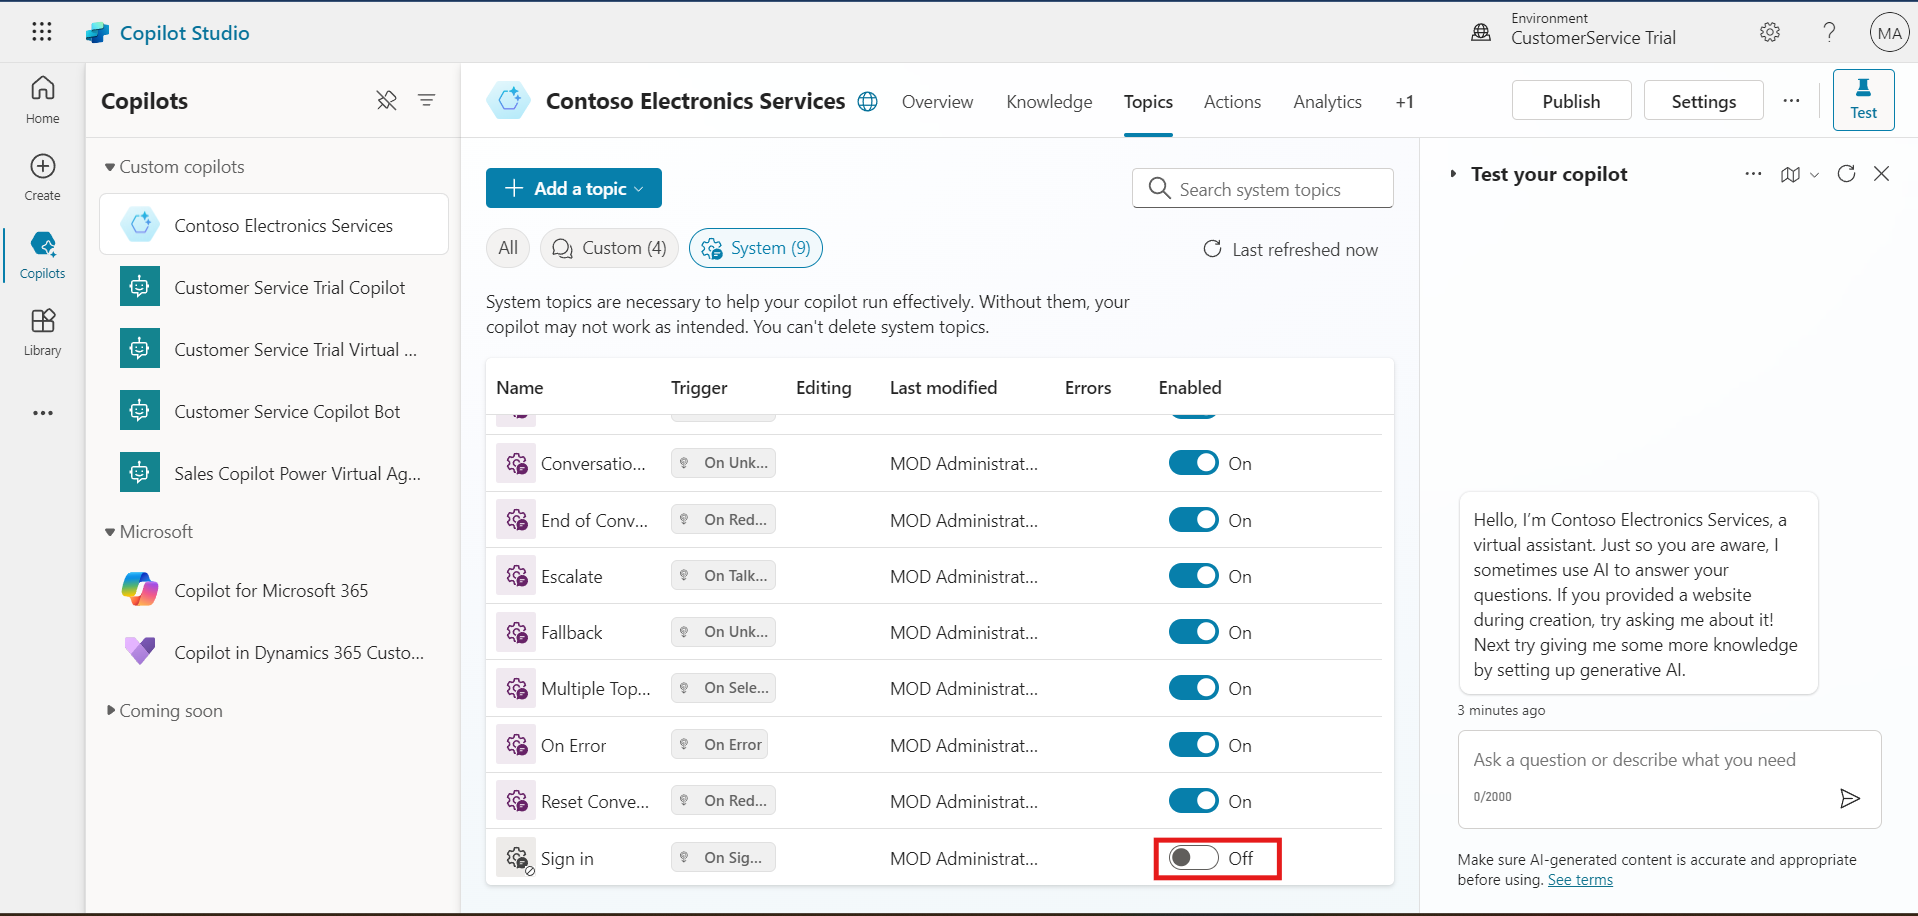 Copilot Studio
Environment
CustomerService Trial
?
MA
Home
Create
Copilots
Library
Copilots
Custom copilots
Contoso Electronics Services
Customer Service Trial Copilot
Customer Service Trial Virtual ...
Customer Service Copilot Bot
Sales Copilot Power Virtual Ag...
Microsoft
Copilot for Microsoft 365
Copilot in Dynamics 365 Custo...
Coming soon
Contoso Electronics Services
Overview
Knowledge
Topics
Actions
Analytics
+1
Publish
Settings
...
Test
Add a topic
Search system topics
All
Custom (4)
System (9)
Last refreshed now
System topics are necessary to help your copilot run effectively. Without them, your
copilot may not work as intended. You can't delete system topics.
Name Trigger Editing Last modified Errors Enabled
Conversatio... On Unk... MOD Administrat... On
End of Conv... On Red... MOD Administrat... On
Escalate On Talk... MOD Administrat... On
Fallback On Unk... MOD Administrat... On
Multiple Top... On Sele... MOD Administrat... On
On Error On Error MOD Administrat... On
Reset Conve... On Red... MOD Administrat... On
Sign in On Sig... MOD Administrat... Off
Test your copilot
Hello, I'm Contoso Electronics Services, a
virtual assistant. Just so you are aware, I
sometimes use AI to answer your
questions. If you provided a website
during creation, try asking me about it!
Next try giving me some more knowledge
by setting up generative AI.
3 minutes ago
Ask a question or describe what you need
0/2000
Make sure AI-generated content is accurate and appropriate
before using. See terms